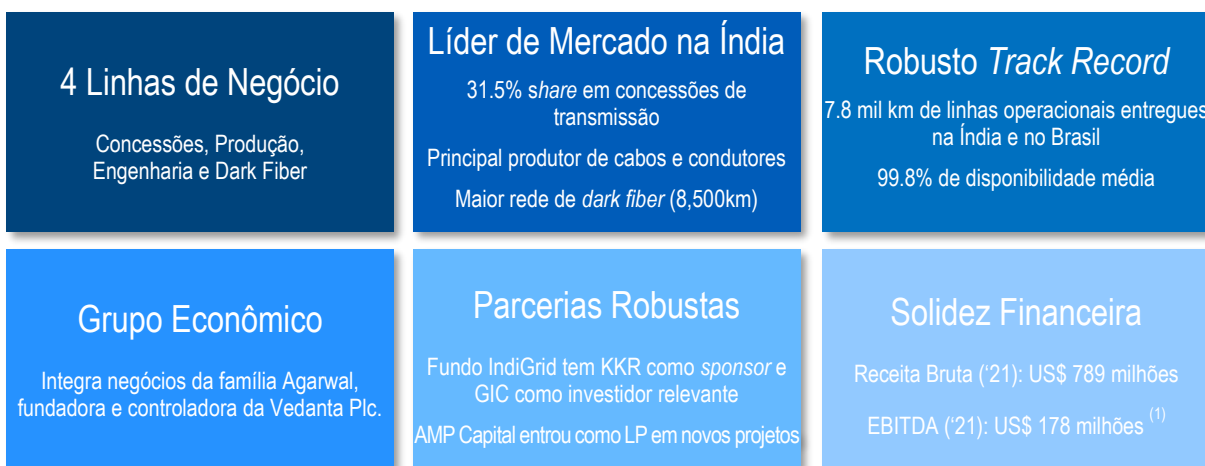 4 Linhas de Negócio
Concessões, Produção,
Engenharia e Dark Fiber
Líder de Mercado na Índia
31.5% share em concessões de
transmissão
Principal produtor de cabos e condutores
Maior rede de dark fiber (8,500km)
Robusto Track Record
7.8 mil km de linhas operacionais entregues
na Índia e no Brasil
99.8% de disponibilidade média
Grupo Econômico
Integra negócios da família Agarwal,
fundadora e controladora da Vedanta Plc.
Parcerias Robustas
Fundo IndiGrid tem KKR como sponsor e
GIC como investidor relevante
AMP Capital entrou como LP em novos projetos
Solidez Financeira
Receita Bruta (‘21): US$ 789 milhões
EBITDA (‘21): US$ 178 milhões (1)